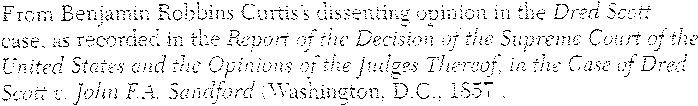 From Benjamin Robbins Curtis's dissenting opinion in the Dred Scott
case, as recorded in the Report of the Decision of the Supreme Court of the
United States and the Opinions of the Judges Thereof, in the Case of Dred
Scott v. John F.A. Sandford (Washington, D.C., 1857).